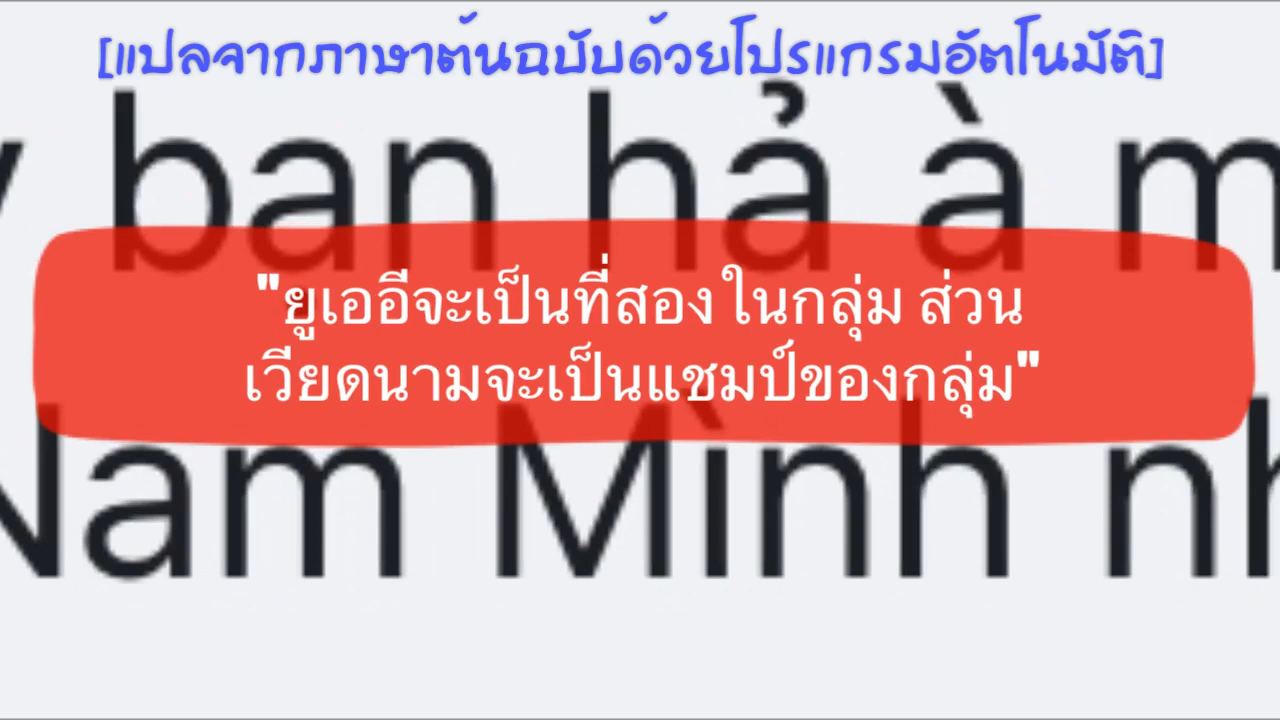 [แปลจากภาษาต้นฉบับด้วยโปรแกรมอัตโนมัติ]
ban hả à
"ยูเออีจะเป็นที่สอง ในกลุ่ม ส่วน
เวียดนามจะเป็นแชมป์ของกลุ่ม"
Nam Mình